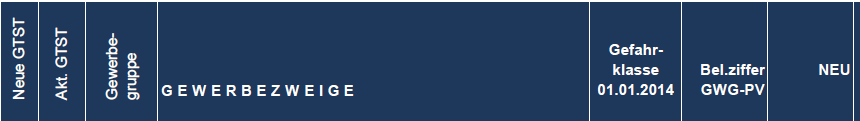 Neue GTST
Akt. GTST
Gewerbe-
gruppe
G E W E R B E Z W E I G E
Gefahr-
klasse
01.01.2014
Bel.ziffer
GWG-PV
NEU